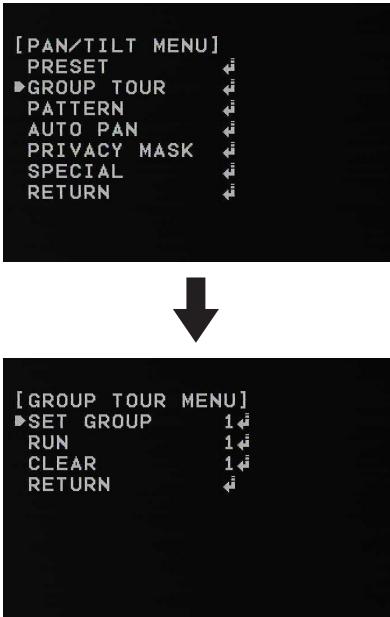 [PAN/TILT MENU]
PRESET ↲
▶GROUP TOUR ↲
PATTERN ↲
AUTO PAN ↲
PRIVACY MASK ↲
SPECIAL ↲
RETURN ↲
[GROUP TOUR MENU]
▶SET GROUP 1↲
RUN 1↲
CLEAR 1↲
RETURN ↲